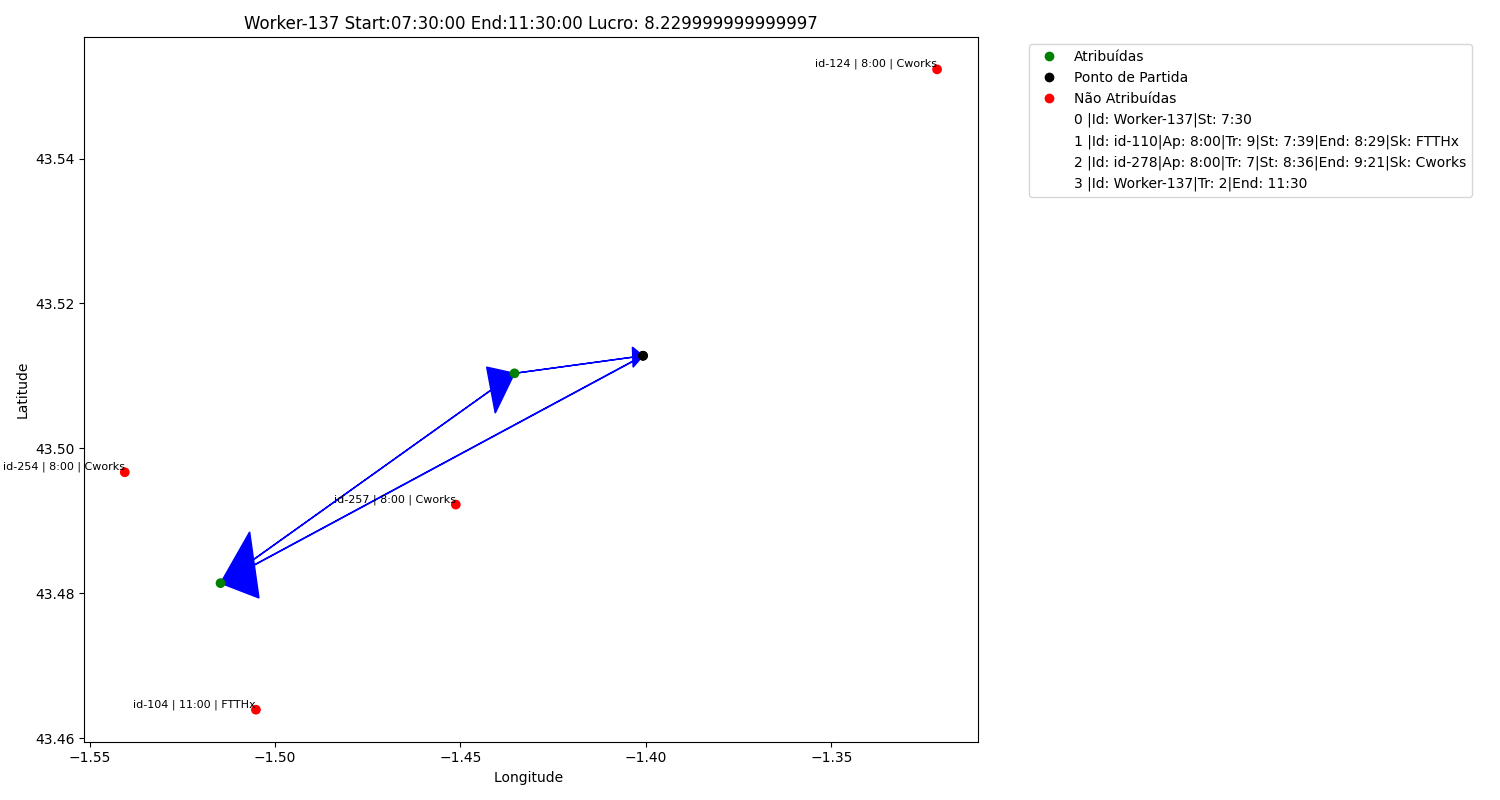 Worker-137 Start:07:30:00 End:11:30:00 Lucro: 8.229999999999997
id-124 | 8:00 | Cworks
Atribuídas
Ponto de Partida
Não Atribuídas
0 |Id: Worker-137|St: 7:30
1 |Id: id-110|Ap: 8:00|Tr: 9|St: 7:39|End: 8:29|Sk: FTTHx
2 |Id: id-278|Ap: 8:00|Tr: 7|St: 8:36|End: 9:21|Sk: Cworks
3 |Id: Worker-137|Tr: 2|End: 11:30
43.54
43.52
43.50
43.48
43.46
Latitude
id-254 | 8:00 | Cworks
id-257 | 8:00 | Cworks
id-104 | 11:00 | FTTHx
−1.55
−1.50
−1.45
−1.40
−1.35
Longitude